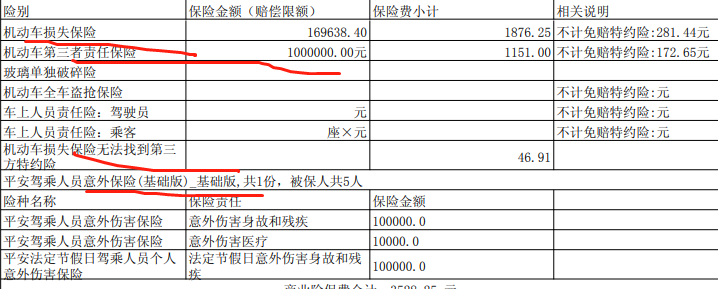 险别 保险金额（赔偿限额） 保险费小计 相关说明
机动车损失保险 169638.40 1876.25 不计免赔特约险:281.44元
机动车第三者责任保险 1000000.00元 1151.00 不计免赔特约险:172.65元
玻璃单独破碎险
机动车全车盗抢保险 不计免赔特约险:元
车上人员责任险：驾驶员 元 不计免赔特约险:元
车上人员责任险：乘客 座×元 不计免赔特约险:元
机动车损失保险无法找到第三
方特约险 46.91
平安驾乘人员意外保险(基础版)_基础版,共1份，被保人共5人
险种名称 保险责任 保险金额
平安驾乘人员意外伤害保险 意外伤害身故和残疾 100000.0
平安驾乘人员意外伤害保险 意外伤害医疗 10000.0
平安法定节假日驾乘人员个人
意外伤害保险 法定节假日意外伤害身故和残
疾 100000.0